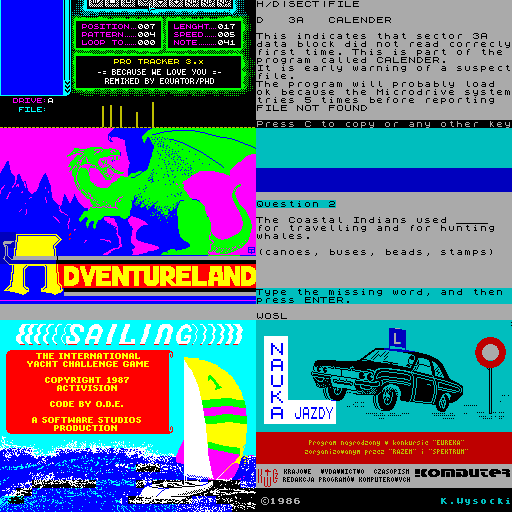 POSITION.007 LENGHT.017
PATTERN..004 SPEED..005
LOOP TO..000 NOTE...041
PRO TRACKER 3.x
-= BECAUSE WE LOVE YOU =-
REMIXED BY EQUATOR/PHD
DRIVE:A
FILE:
H/DISECTFILE
D 3A CALENDER
This indicates that sector 3A
data block did not read correctly
first time. This is part of the
program called CALENDER.
It is early warning of a suspect
file.
The program will probably load
ok because the Microdrive system
tries 5 times before reporting
FILE NOT FOUND
Press C to copy or any other key
ADVENTURELAND
Question 2
The Coastal Indians used ____
for travelling and for hunting
whales.
(canoes, buses, beads, stamps)
Type the missing word, and then
press ENTER.
WOSL
SAILING
THE INTERNATIONAL
YACHT CHALLENGE GAME
COPYRIGHT 1987
ACTIVISION
CODE BY O.D.E.
A SOFTWARE STUDIOS
PRODUCTION
L
NAUKA
JAZDY
Program nagrodzony w konkursie "EUREKA"
zorganizowanym przez "RAZEM" i "SPEKTRUM"
KRAJOWE WYDAWNICTWO CZASOPISM
REDAKCJA PROGRAMÓW KOMPUTEROWYCH
Komputer
©1986 K.Wysocki